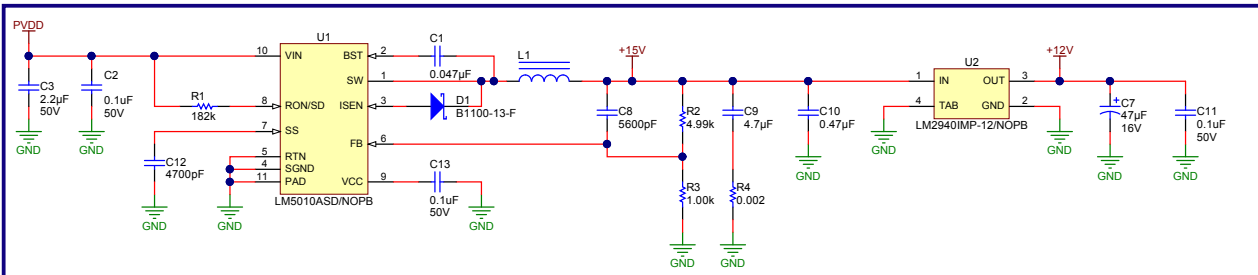 PVDD
C3
2.2µF
50V
GND
C2
0.1uF
50V
GND
R1
182k
C12
4700pF
GND
GND
U1
10 VIN
8 RON/SD
7 SS
5 RTN
4 SGND
11 PAD
BST 2
SW 1
ISEN 3
FB 6
VCC 9
LM5010ASD/NOPB
C1
0.047µF
D1
B1100-13-F
C13
0.1uF
50V
GND
L1
+15V
C8
5600pF
R2
4.99k
R3
1.00k
GND
C9
4.7µF
R4
0.002
GND
C10
0.47µF
GND
U2
1 IN
4 TAB
OUT 3
GND 2
LM2940IMP-12/NOPB
GND
GND
+12V
+
C7
47µF
16V
GND
C11
0.1uF
50V
GND